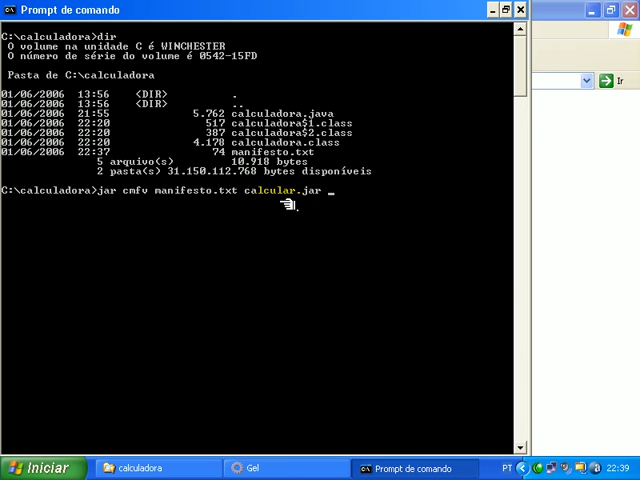 Prompt de comando
C:\calculadora>dir
O volume na unidade C é WINCHESTER
O número de série do volume é 0542-15FD
Pasta de C:\calculadora
01/06/2006  13:56    <DIR>          .
01/06/2006  13:56    <DIR>          ..
01/06/2006  21:55             5.762 calculadora.java
01/06/2006  22:20               517 calculadora$1.class
01/06/2006  22:20               387 calculadora$2.class
01/06/2006  22:20             4.178 calculadora.class
01/06/2006  22:37                74 manifesto.txt
5 arquivo(s)         10.918 bytes
2 pasta(s) 31.150.112.768 bytes disponíveis
C:\calculadora>jar cmfv manifesto.txt calcular.jar _
Ir
Iniciar
calculadora
Gel
Prompt de comando
PT
22:39